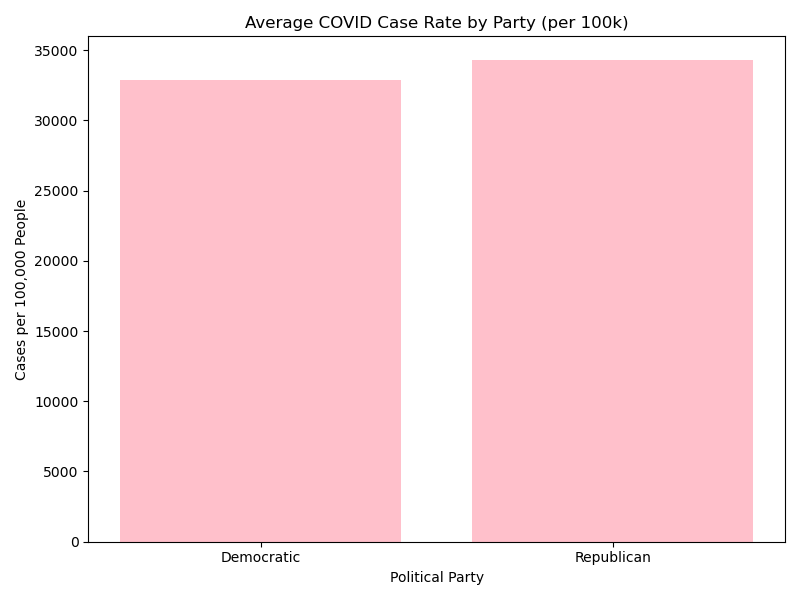 Average COVID Case Rate by Party (per 100k)
35000
30000
25000
20000
15000
10000
5000
0
Cases per 100,000 People
Democratic
Republican
Political Party